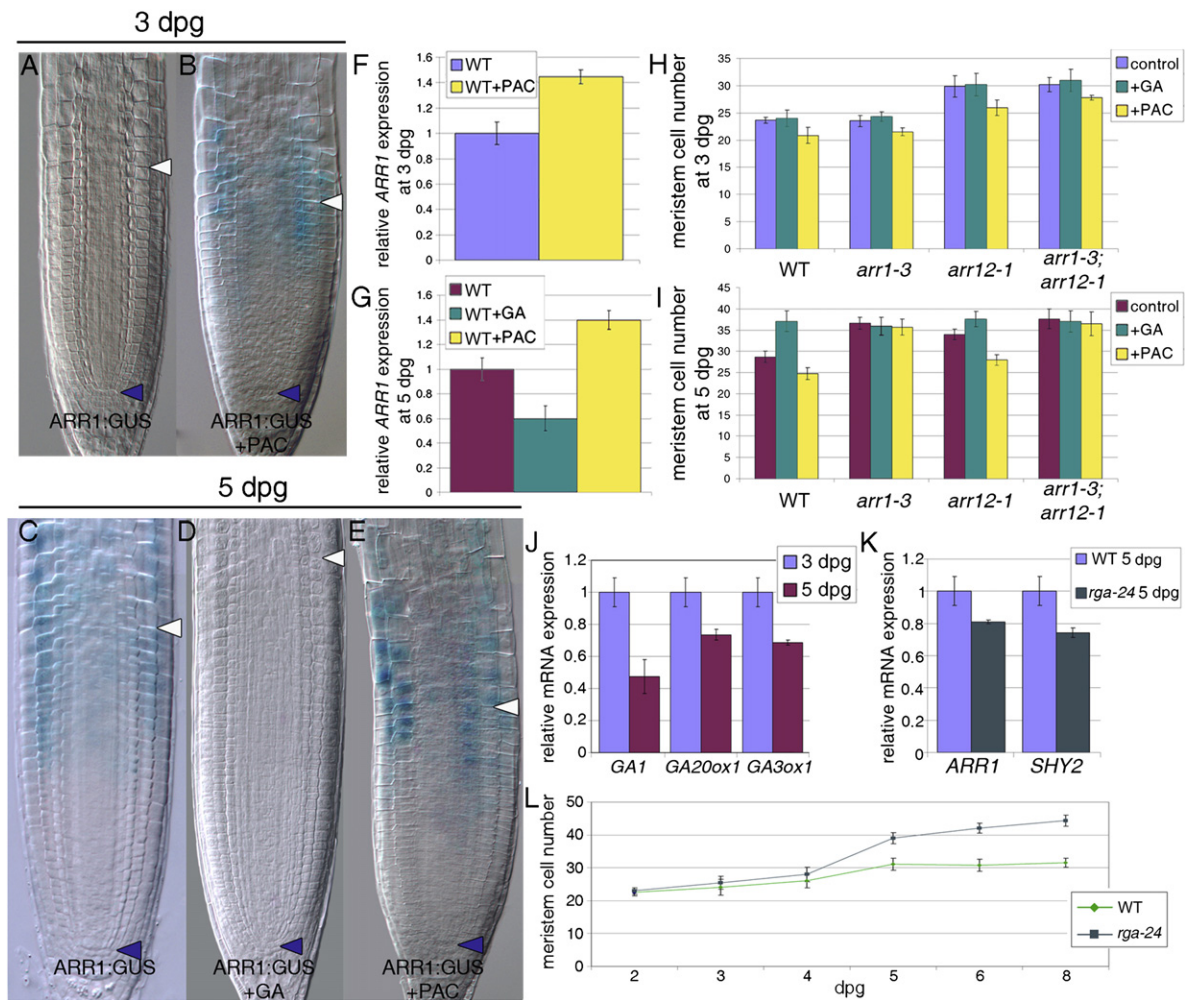 3 dpg
A
B
ARR1:GUS
ARR1:GUS
+PAC
F
relative ARR1 expression
at 3 dpg
1.6
1.4
1.2
1
0.8
0.6
0.4
0.2
0
WT
WT+PAC
G
relative ARR1 expression
at 5 dpg
1.6
1.4
1.2
1
0.8
0.6
0.4
0.2
0
WT
WT+GA
WT+PAC
H
meristem cell number
at 3 dpg
35
30
25
20
15
10
5
0
WT
arr1-3
arr12-1
arr1-3;
arr12-1
control
+GA
+PAC
I
meristem cell number
at 5 dpg
45
40
35
30
25
20
15
10
5
0
WT
arr1-3
arr12-1
arr1-3;
arr12-1
control
+GA
+PAC
5 dpg
C
D
E
ARR1:GUS
ARR1:GUS
+GA
ARR1:GUS
+PAC
J
relative mRNA expression
1.2
1
0.8
0.6
0.4
0.2
0
GA1
GA20ox1
GA3ox1
3 dpg
5 dpg
K
relative mRNA expression
1.2
1
0.8
0.6
0.4
0.2
0
ARR1
SHY2
WT 5 dpg
rga-24 5 dpg
L
meristem cell number
50
40
30
20
10
0
2
3
4
5
6
8
dpg
WT
rga-24